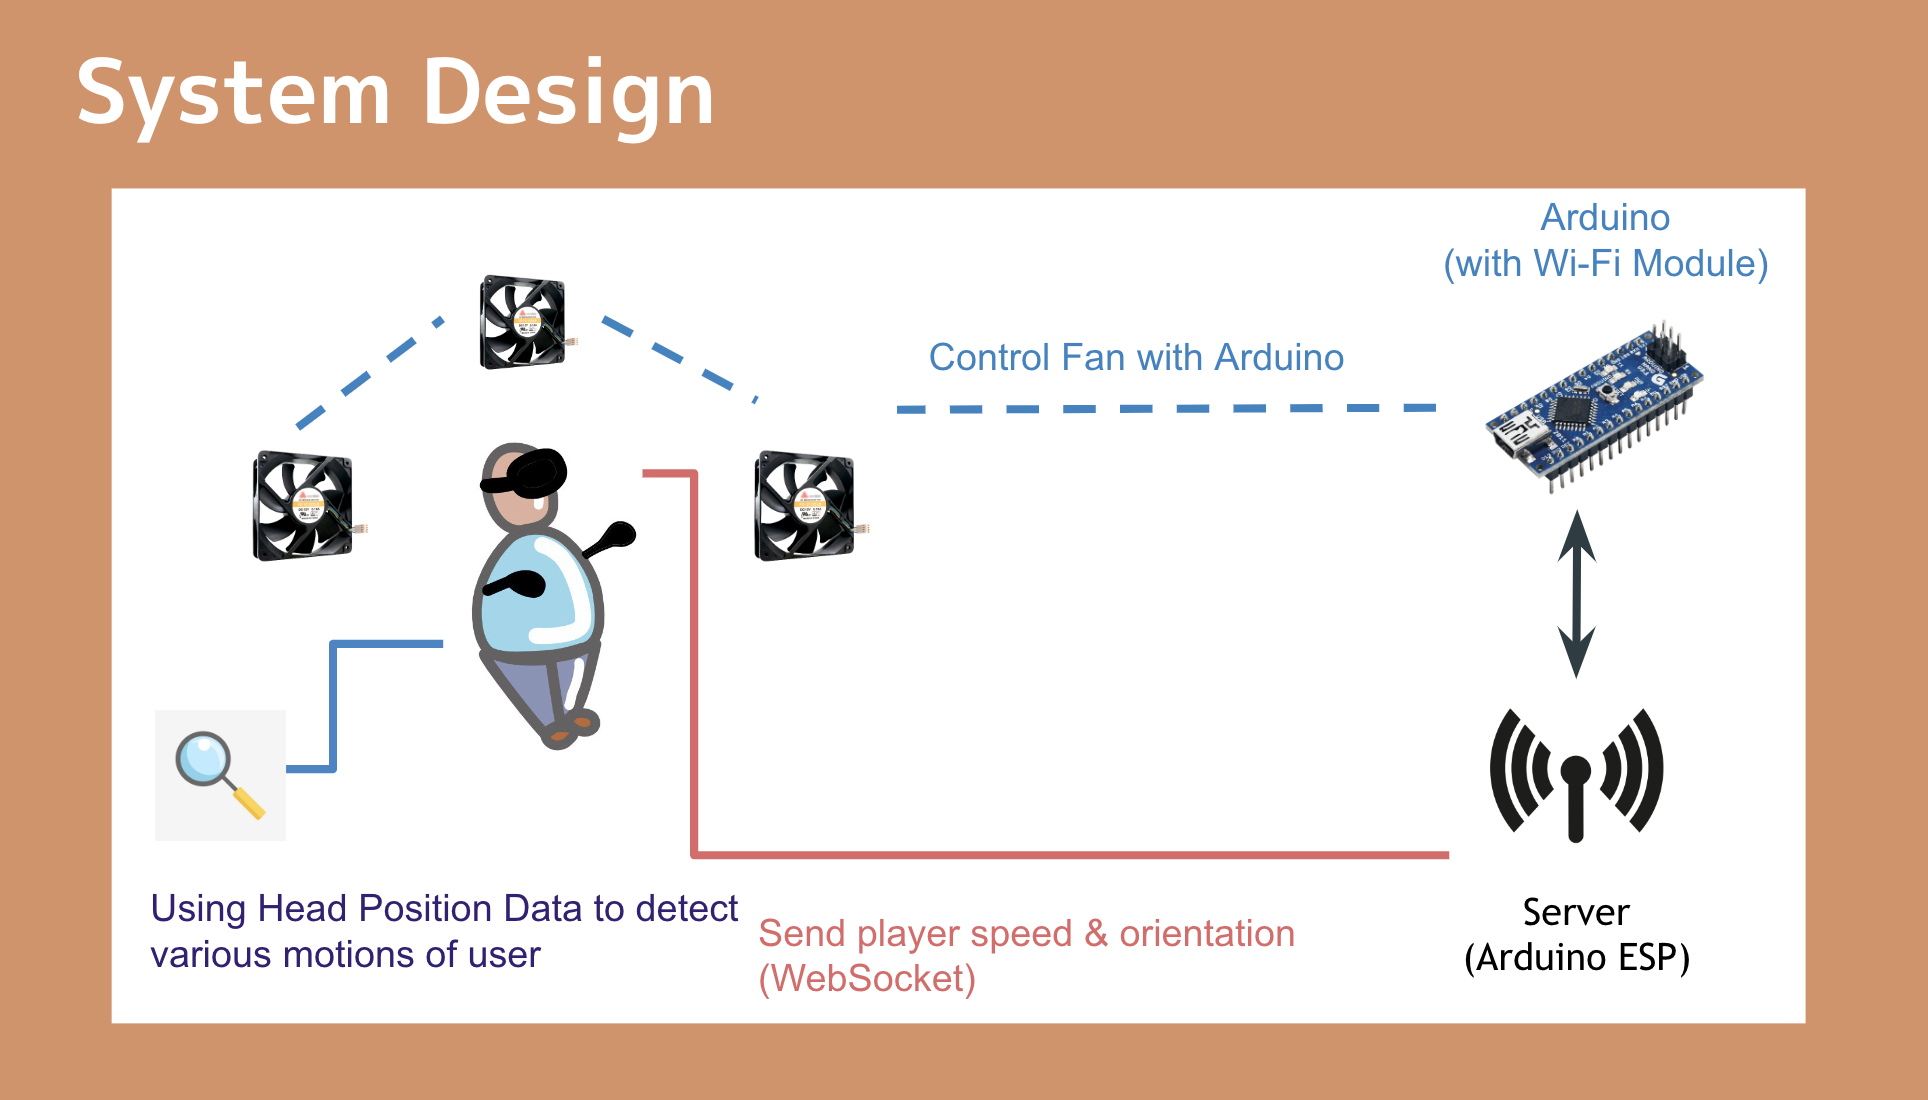 System Design
Arduino
(with Wi-Fi Module)
Control Fan with Arduino
Using Head Position Data to detect
various motions of user
Send player speed & orientation
(WebSocket)
Server
(Arduino ESP)